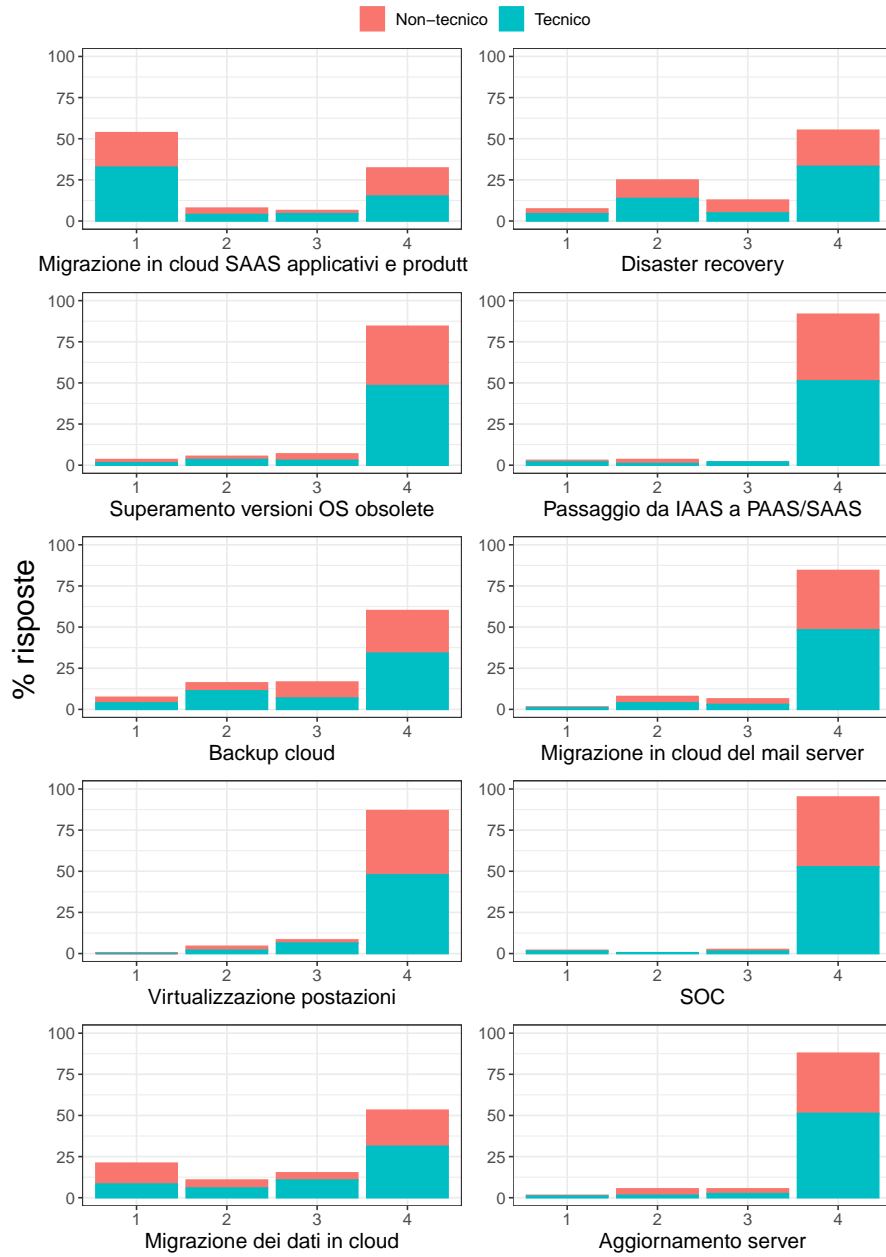 Non−tecnico Tecnico
100
75
50
25
0
1 2 3 4
Migrazione in cloud SAAS applicativi e produtt
100
75
50
25
0
1 2 3 4
Disaster recovery
100
75
50
25
0
1 2 3 4
Superamento versioni OS obsolete
100
75
50
25
0
1 2 3 4
Passaggio da IAAS a PAAS/SAAS
% risposte
100
75
50
25
0
1 2 3 4
Backup cloud
100
75
50
25
0
1 2 3 4
Migrazione in cloud del mail server
100
75
50
25
0
1 2 3 4
Virtualizzazione postazioni
100
75
50
25
0
1 2 3 4
SOC
100
75
50
25
0
1 2 3 4
Migrazione dei dati in cloud
100
75
50
25
0
1 2 3 4
Aggiornamento server